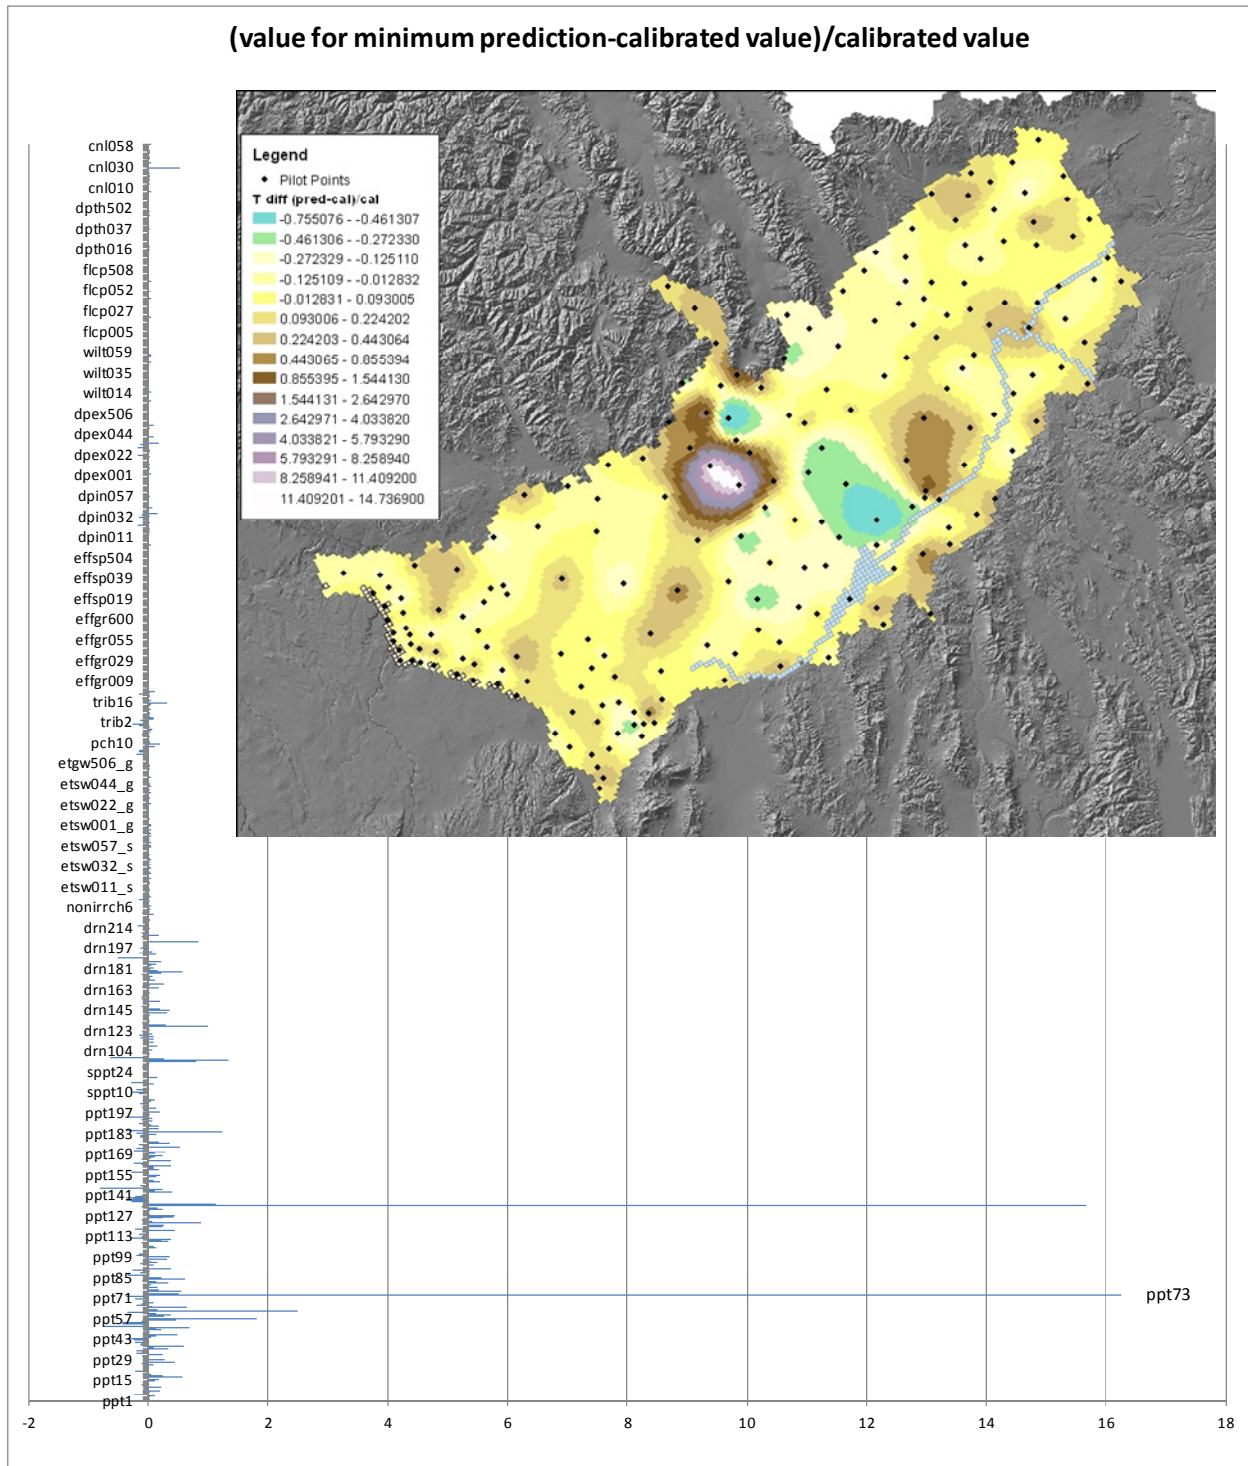 (value for minimum prediction-calibrated value)/calibrated value
Legend
Pilot Points
T diff (pred-cal)/cal
-0.755076 - -0.461307
-0.461306 - -0.272330
-0.272329 - -0.125110
-0.125109 - -0.012832
-0.012831 - 0.093005
0.093006 - 0.224202
0.224203 - 0.443064
0.443065 - 0.855394
0.855395 - 1.544130
1.544131 - 2.642970
2.642971 - 4.033820
4.033821 - 5.793290
5.793291 - 8.258940
8.258941 - 11.409200
11.409201 - 14.736900
cnl058
cnl030
cnl010
dpth502
dpth037
dpth016
flcp508
flcp052
flcp027
flcp005
wilt059
wilt035
wilt014
dpex506
dpex044
dpex022
dpex001
dpin057
dpin032
dpin011
effsp504
effsp039
effsp019
effgr600
effgr055
effgr029
effgr009
trib16
trib2
pch10
etgw506_g
etsw044_g
etsw022_g
etsw001_g
etsw057_s
etsw032_s
etsw011_s
nonirrch6
drn214
drn197
drn181
drn163
drn145
drn123
drn104
sppt24
sppt10
ppt197
ppt183
ppt169
ppt155
ppt141
ppt127
ppt113
ppt99
ppt85
ppt71
ppt73
ppt57
ppt43
ppt29
ppt15
ppt1
-2 0 2 4 6 8 10 12 14 16 18